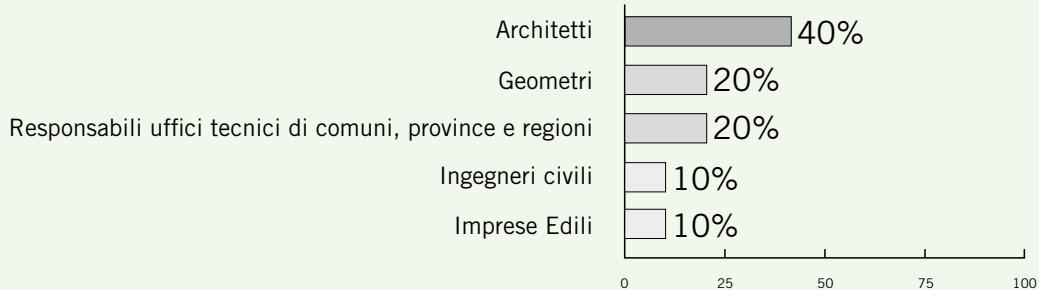 Architetti 40%
Geometri 20%
Responsabili uffici tecnici di comuni, province e regioni 20%
Ingegneri civili 10%
Imprese Edili 10%
0 25 50 75 100